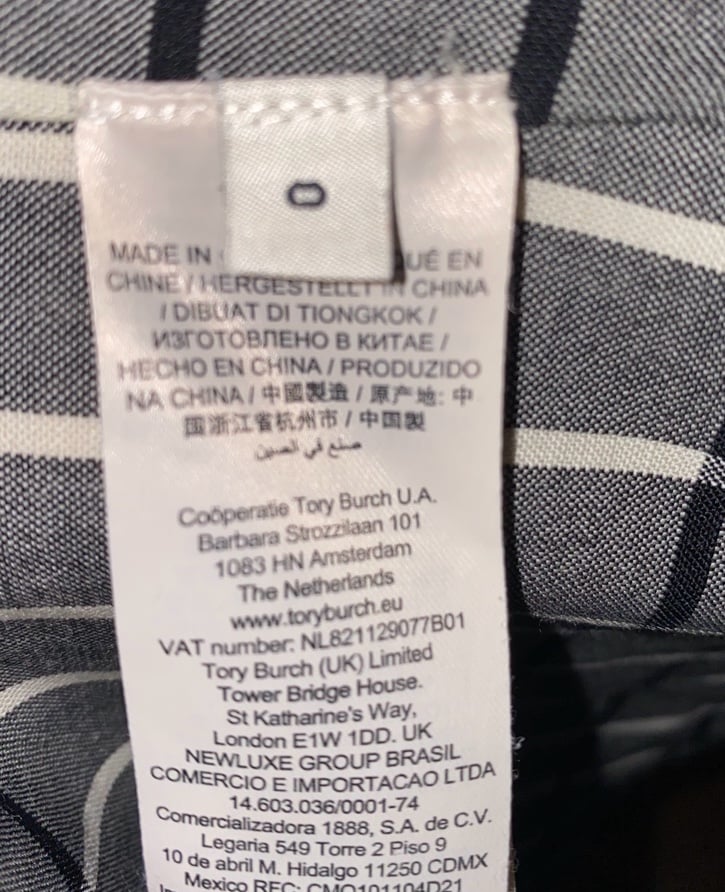 0
MADE IN UÉ EN
CHINE / HERGESTELLT IN CHINA
/ DIBUAT DI TIONGKOK /
ИЗГОТОВЛЕНО В КИТАЕ /
HECHO EN CHINA / PRODUZIDO
NA CHINA / 中國製造 / 原产地: 中
国浙江省杭州市 / 中国製
صنع في الصين
Coöperatie Tory Burch U.A.
Barbara Strozzilaan 101
1083 HN Amsterdam
The Netherlands
www.toryburch.eu
VAT number: NL821129077B01
Tory Burch (UK) Limited
Tower Bridge House.
St Katharine's Way,
London E1W 1DD. UK
NEWLUXE GROUP BRASIL
COMERCIO E IMPORTACAO LTDA
14.603.036/0001-74
Comercializadora 1888, S.A. de C.V.
Legaria 549 Torre 2 Piso 9
10 de abril M. Hidalgo 11250 CDMX
Mexico RFC: CMO101104D21